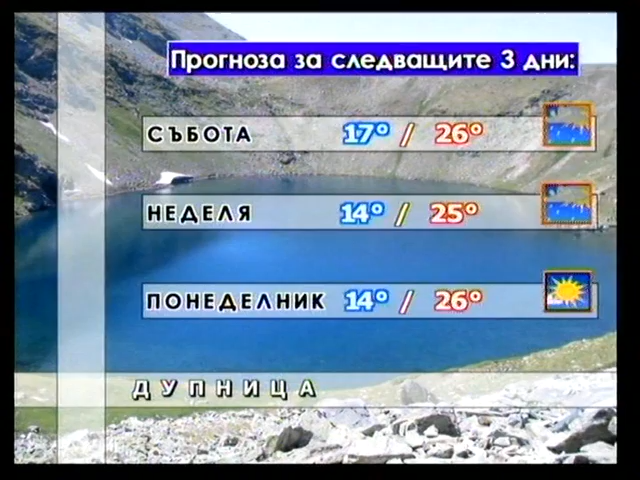 Прогноза за следващите 3 дни:
СЪБОТА 17° / 26°
НЕДЕЛЯ 14° / 25°
ПОНЕДЕЛНИК 14° / 26°
ДУПНИЦА